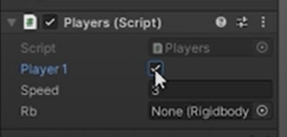 Players (Script)
Script Players
Player 1
Speed 3
Rb None (Rigidbody